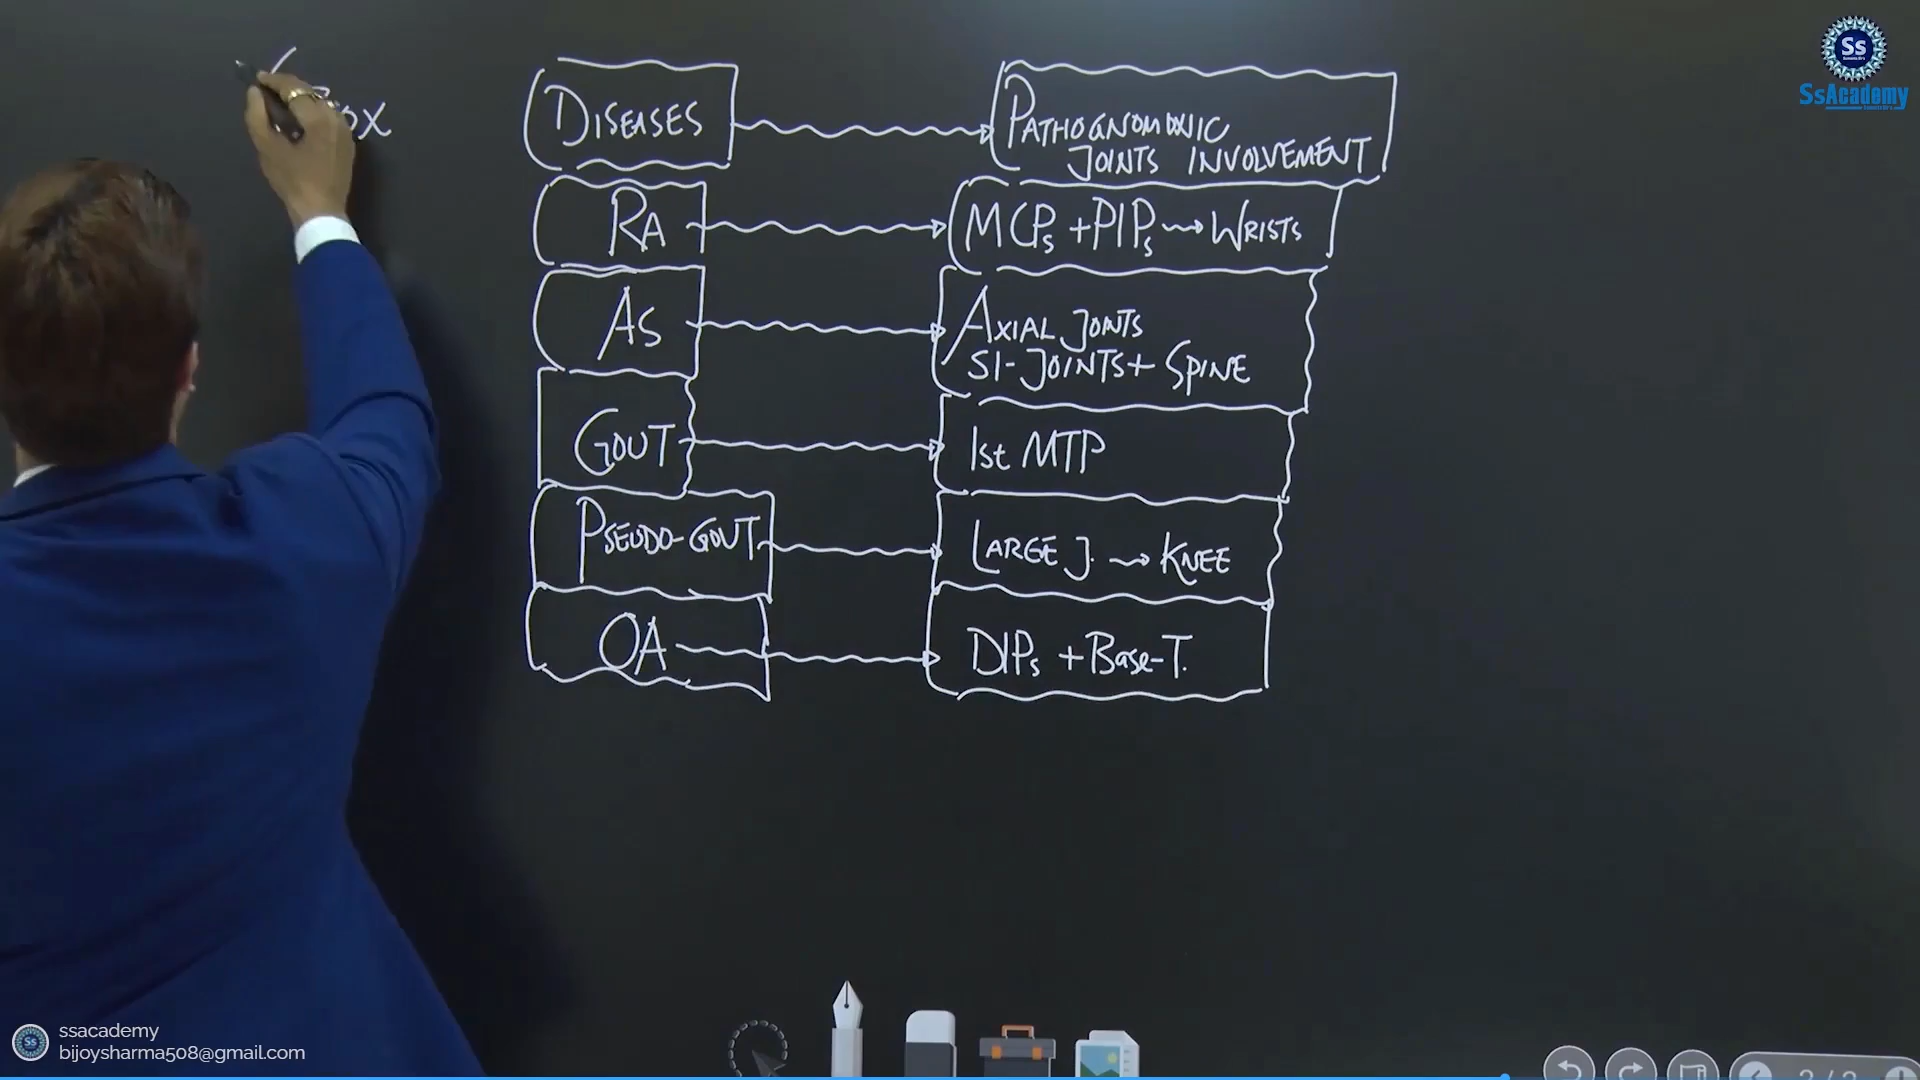 Ss
SsAcademy
DISEASES
PATHOGNOMONIC
JOINTS INVOLVEMENT
RA
MCPs + PIPs → WRISTS
AS
AXIAL JOINTS
SI-JOINTS + SPINE
GOUT
1st MTP
PSEUDO-GOUT
LARGE J. → KNEE
OA
DIPs + Base-T.
ssacademy
bijoysharma508@gmail.com